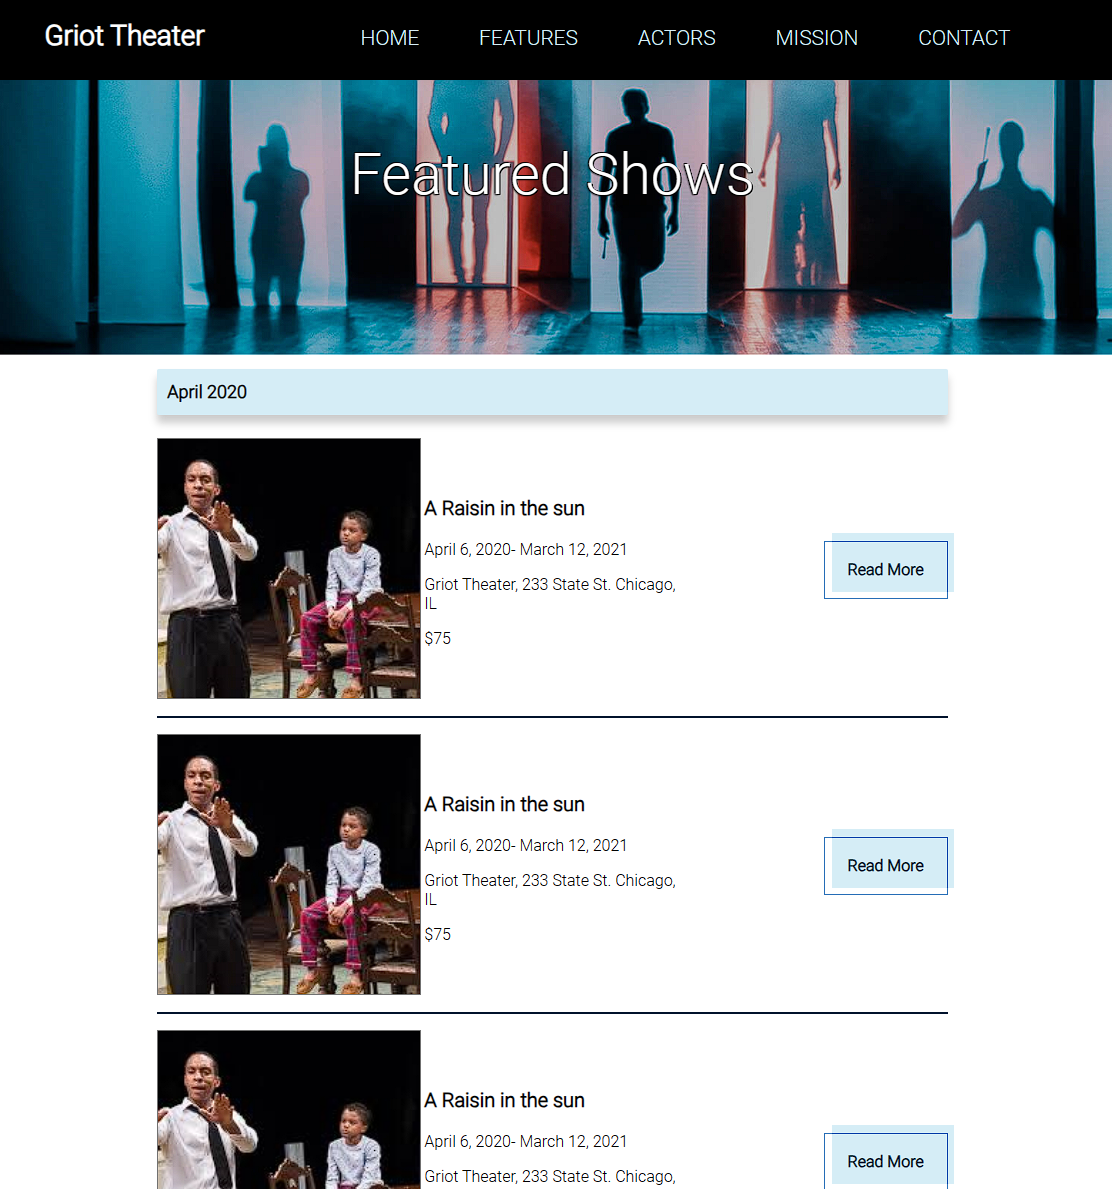 Griot Theater
HOME FEATURES ACTORS MISSION CONTACT
Featured Shows
April 2020
A Raisin in the sun
April 6, 2020- March 12, 2021
Griot Theater, 233 State St. Chicago,
IL
$75
Read More
A Raisin in the sun
April 6, 2020- March 12, 2021
Griot Theater, 233 State St. Chicago,
IL
$75
Read More
A Raisin in the sun
April 6, 2020- March 12, 2021
Griot Theater, 233 State St. Chicago,
Read More